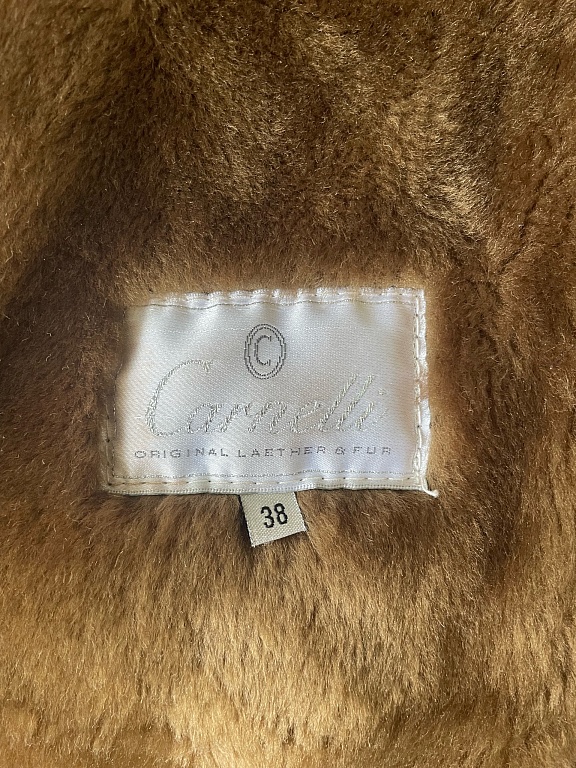 C
Carnelli
ORIGINAL LAETHER & FUR
38